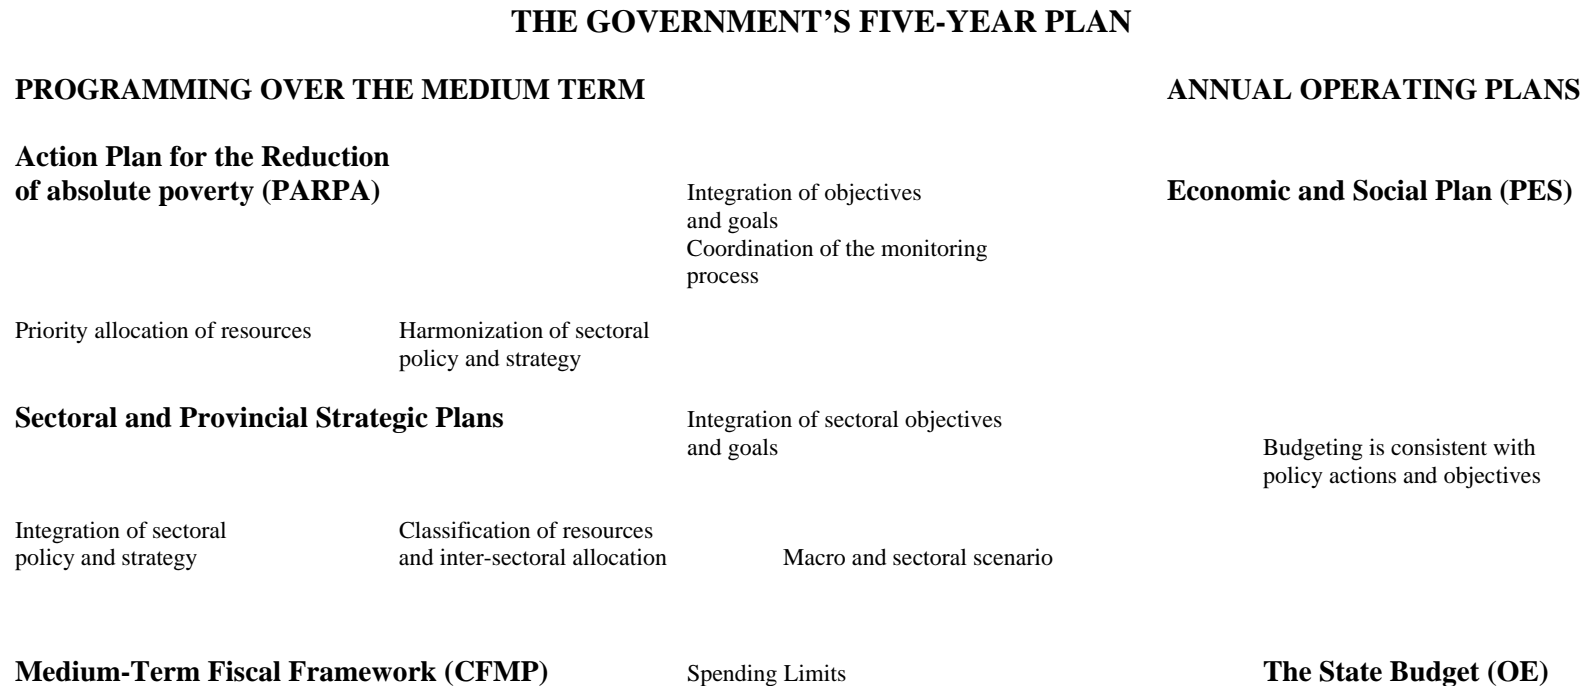 THE GOVERNMENT’S FIVE-YEAR PLAN
PROGRAMMING OVER THE MEDIUM TERM
ANNUAL OPERATING PLANS
Action Plan for the Reduction
of absolute poverty (PARPA)
Integration of objectives
and goals
Coordination of the monitoring
process
Economic and Social Plan (PES)
Priority allocation of resources
Harmonization of sectoral
policy and strategy
Sectoral and Provincial Strategic Plans
Integration of sectoral objectives
and goals
Budgeting is consistent with
policy actions and objectives
Integration of sectoral
policy and strategy
Classification of resources
and inter-sectoral allocation
Macro and sectoral scenario
Medium-Term Fiscal Framework (CFMP)
Spending Limits
The State Budget (OE)